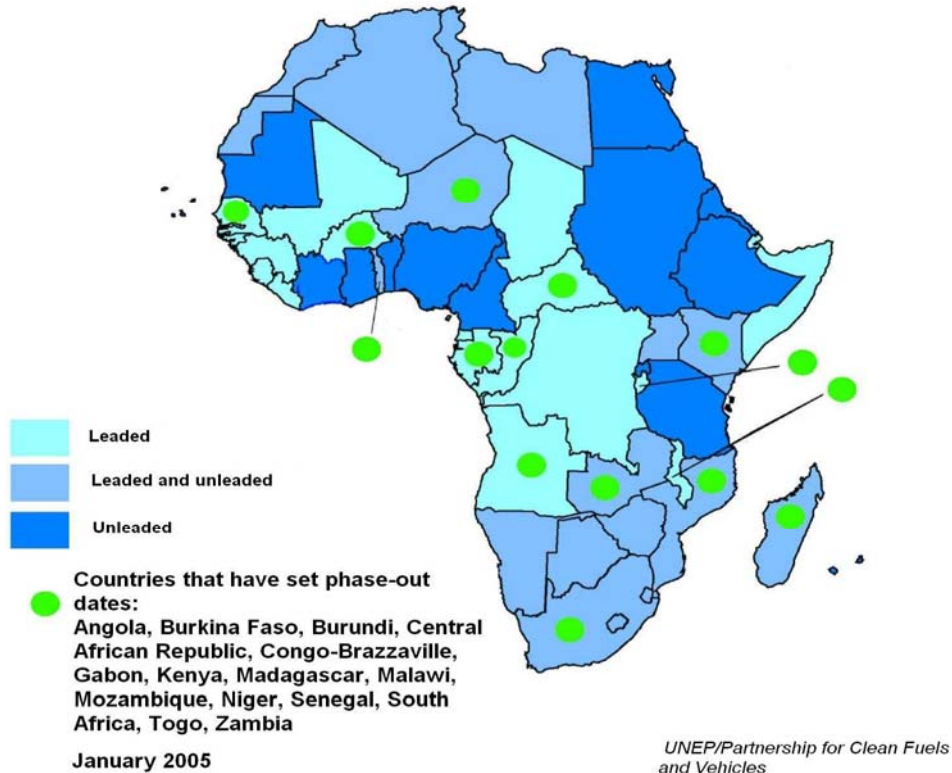 Leaded
Leaded and unleaded
Unleaded
Countries that have set phase-out
dates:
Angola, Burkina Faso, Burundi, Central
African Republic, Congo-Brazzaville,
Gabon, Kenya, Madagascar, Malawi,
Mozambique, Niger, Senegal, South
Africa, Togo, Zambia
January 2005
UNEP/Partnership for Clean Fuels
and Vehicles